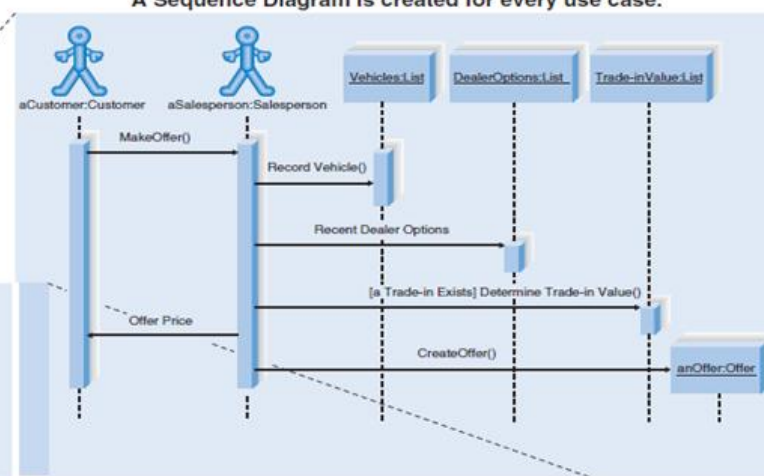 A Sequence Diagram is created for every use case.
Vehicles:List
DealerOptions:List
Trade-inValue:List
aCustomer:Customer
aSalesperson:Salesperson
MakeOffer()
Record Vehicle()
Recent Dealer Options
[a Trade-in Exists] Determine Trade-in Value()
Offer Price
CreateOffer()
anOffer:Offer